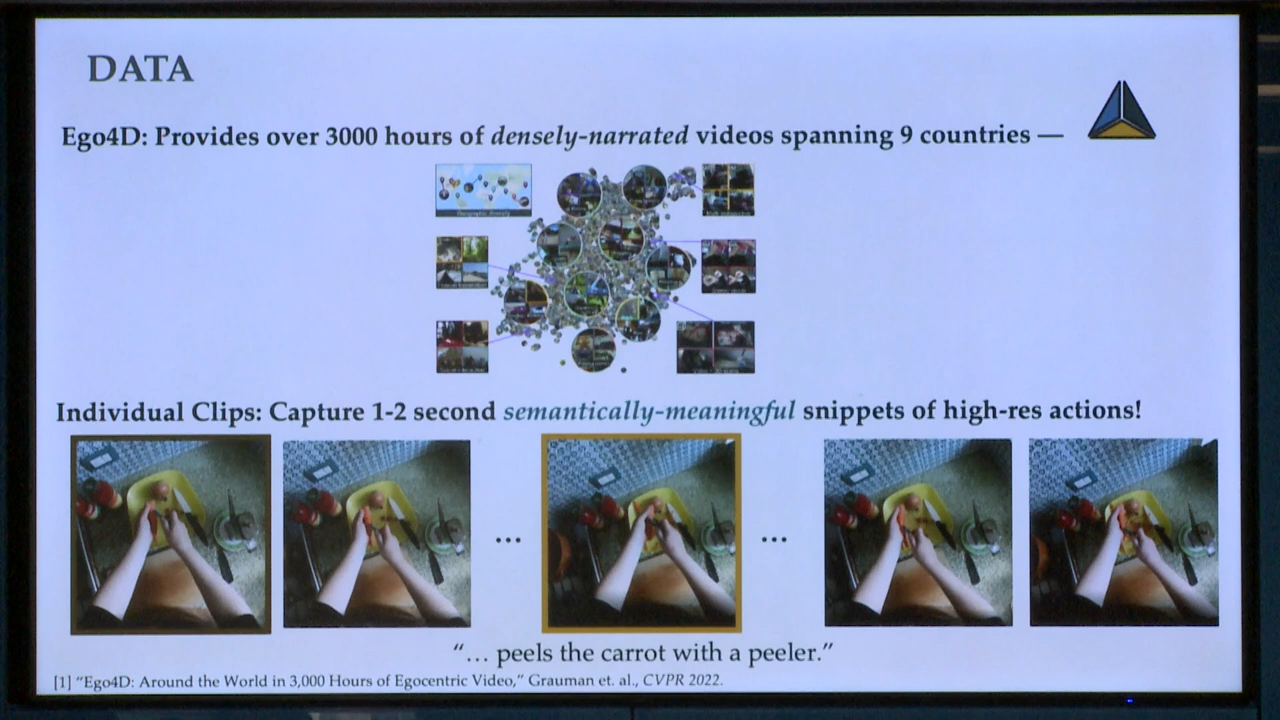 DATA
Ego4D: Provides over 3000 hours of densely-narrated videos spanning 9 countries —
Individual Clips: Capture 1-2 second semantically-meaningful snippets of high-res actions!
... ...
“… peels the carrot with a peeler.”
[1] “Ego4D: Around the World in 3,000 Hours of Egocentric Video,” Grauman et. al., CVPR 2022.